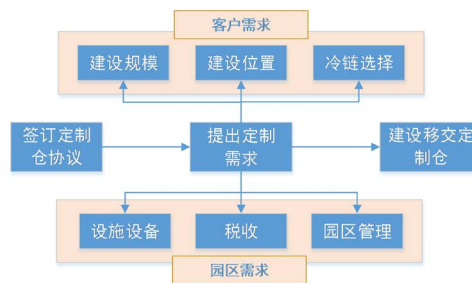 客户需求
建设规模
建设位置
冷链选择
签订定制
仓协议
提出定制
需求
建设移交定
制仓
设施设备
税收
园区管理
园区需求